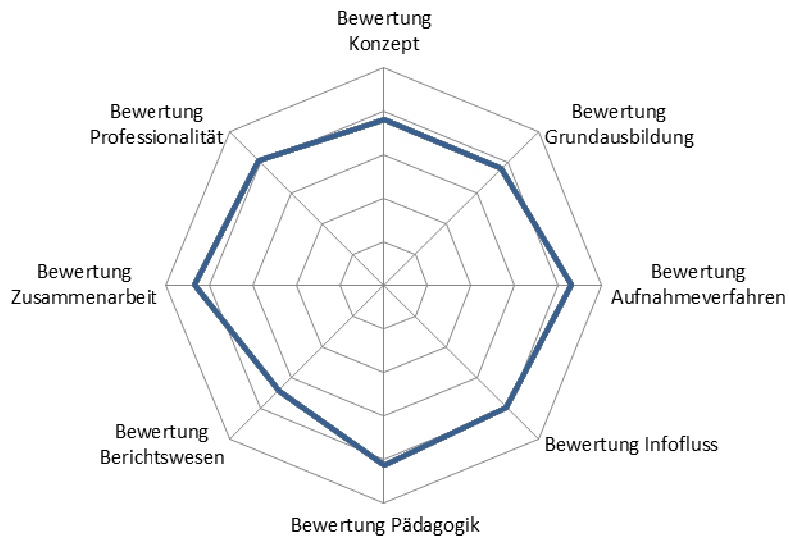 Bewertung
Konzept
Bewertung
Grundausbildung
Bewertung
Aufnahmeverfahren
Bewertung Infofluss
Bewertung Pädagogik
Bewertung
Berichtswesen
Bewertung
Zusammenarbeit
Bewertung
Professionalität